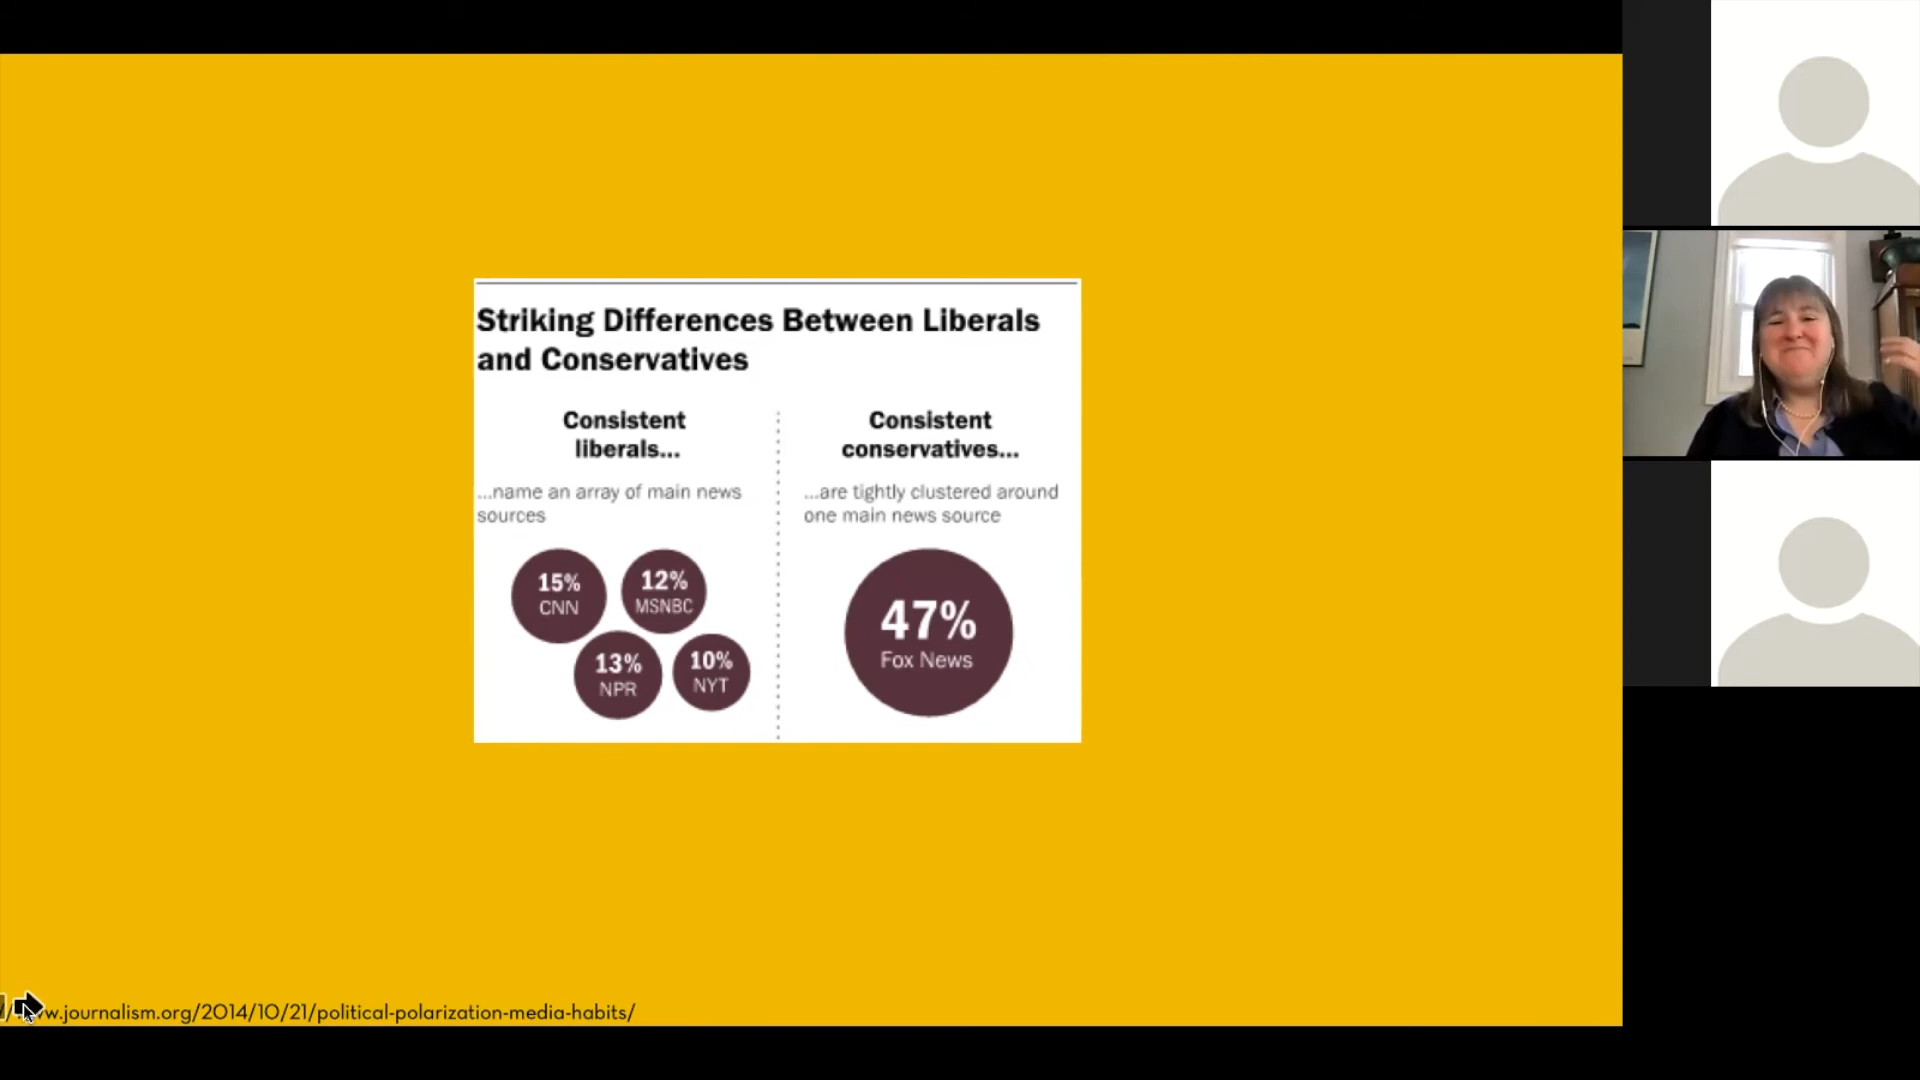 Striking Differences Between Liberals
and Conservatives
Consistent
liberals...
...name an array of main news
sources
15%
CNN
12%
MSNBC
13%
NPR
10%
NYT
Consistent
conservatives...
...are tightly clustered around
one main news source
47%
Fox News
.journalism.org/2014/10/21/political-polarization-media-habits/